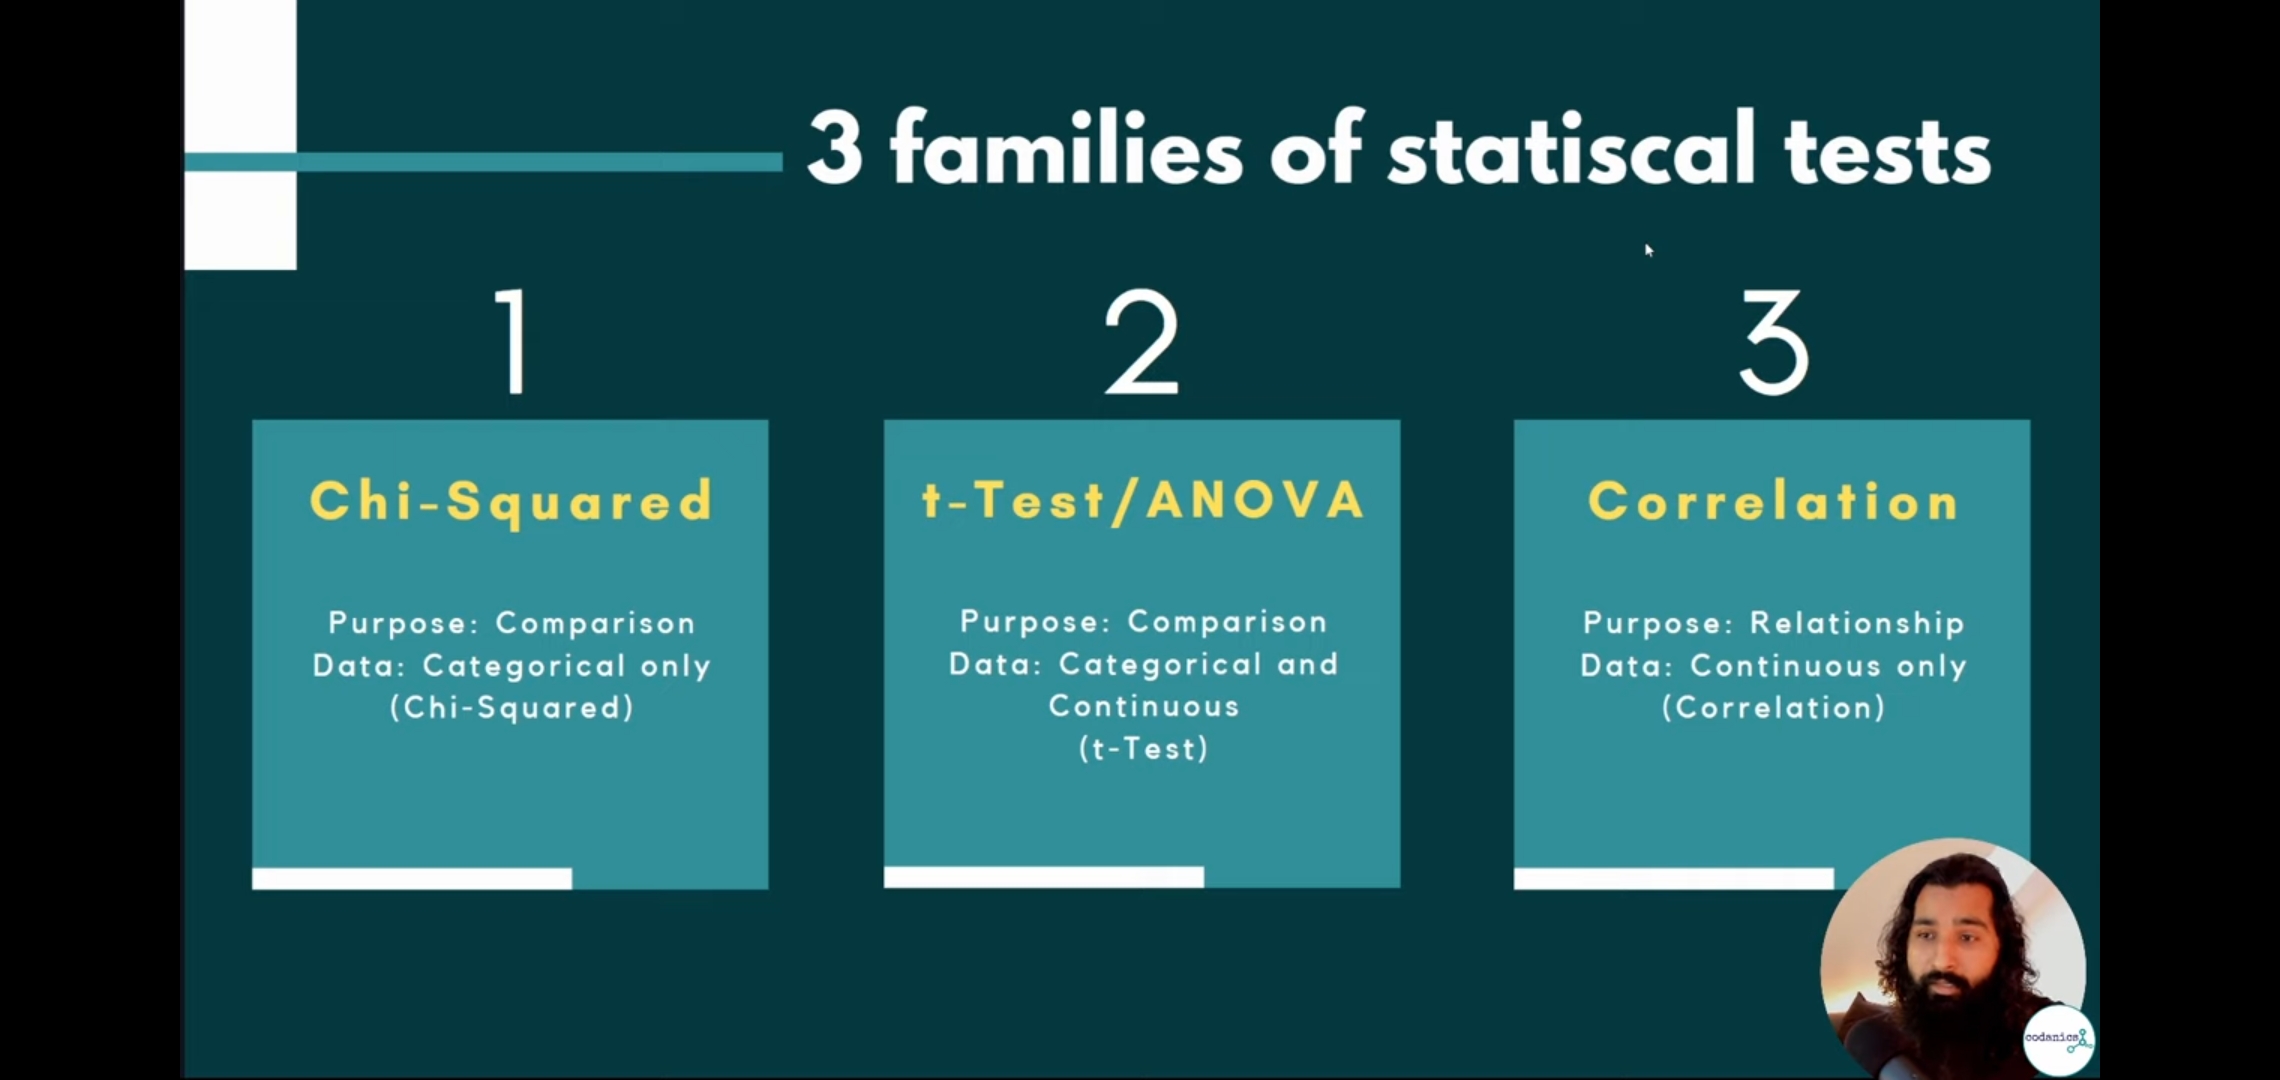 3 families of statiscal tests
1
2
3
Chi-Squared
Purpose: Comparison
Data: Categorical only
(Chi-Squared)
t-Test/ANOVA
Purpose: Comparison
Data: Categorical and
Continuous
(t-Test)
Correlation
Purpose: Relationship
Data: Continuous only
(Correlation)
codanics